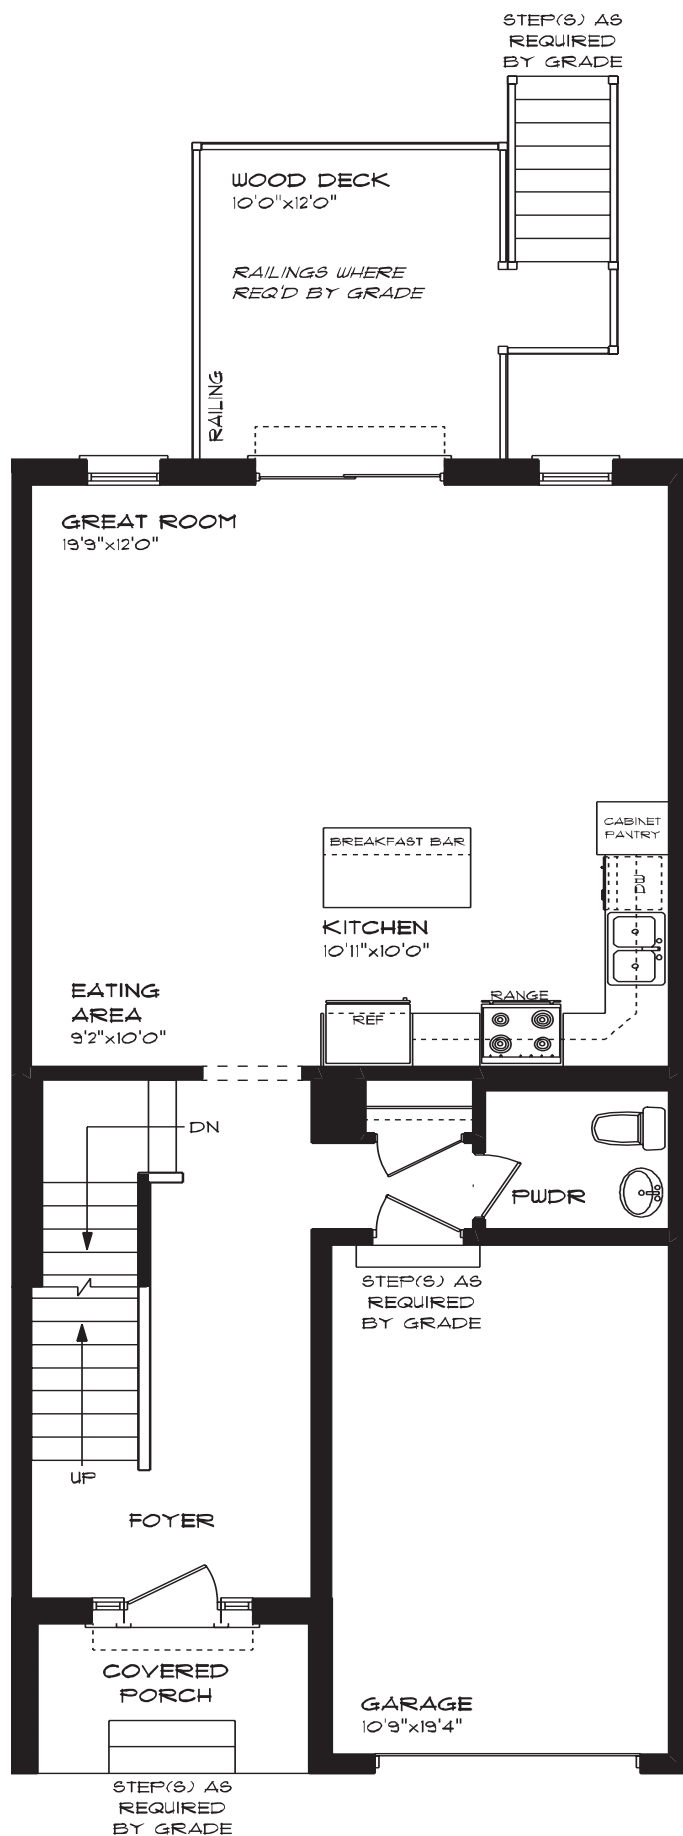 STEP(S) AS
REQUIRED
BY GRADE
WOOD DECK
10'0"x12'0"
RAILINGS WHERE
REQ'D BY GRADE
RAILING
GREAT ROOM
19'9"x12'0"
CABINET
PANTRY
BREAKFAST BAR
DW
KITCHEN
10'11"x10'0"
EATING
AREA
9'2"x10'0"
REF
RANGE
DN
PWDR
STEP(S) AS
REQUIRED
BY GRADE
UP
FOYER
COVERED
PORCH
GARAGE
10'9"x19'4"
STEP(S) AS
REQUIRED
BY GRADE